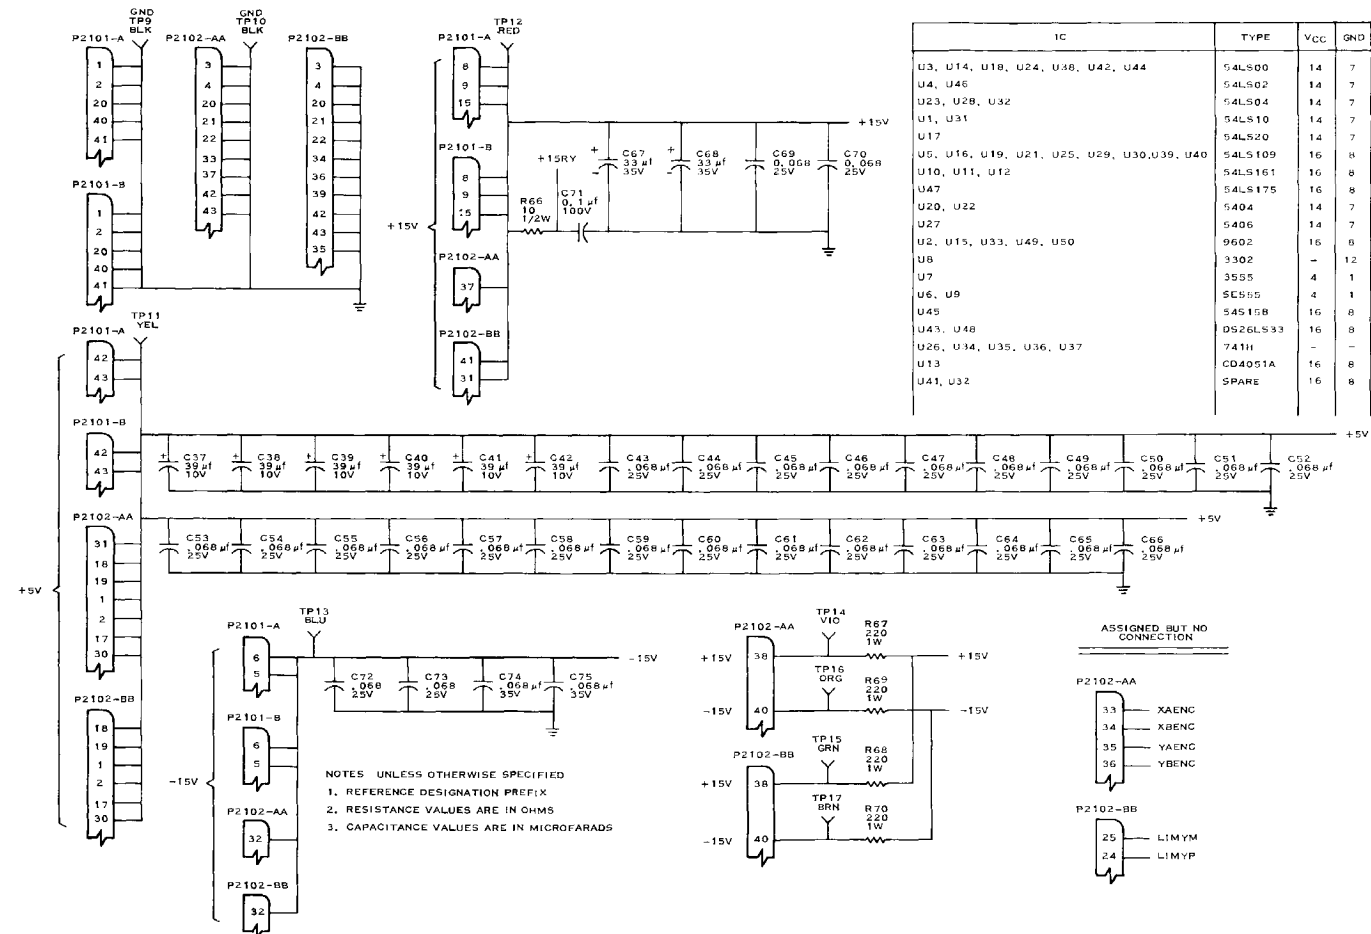 GND
TP9
BLK
P2101-A
1
2
20
40
41
P2101-B
1
2
20
40
41
GND
TP10
BLK
P2102-AA
3
4
20
21
22
33
37
42
43
P2102-BB
3
4
20
21
22
34
36
39
42
43
35
TP12
RED
P2101-A
8
9
15
P2101-B
8
9
15
+15V
P2102-AA
37
P2102-BB
41
31
+15V
+15RY
R66
10
1/2W
C71
0.1 µf
100V
+
C67
33 µf
35V
-
+
C68
33 µf
35V
-
C69
0.068
25V
C70
0.068
25V
IC TYPE VCC GND
U3, U14, U18, U24, U38, U42, U44 54LS00 14 7
U4, U46 54LS02 14 7
U23, U28, U32 54LS04 14 7
U1, U31 54LS10 14 7
U17 54LS20 14 7
U5, U16, U19, U21, U25, U29, U30, U39, U40 54LS109 16 8
U10, U11, U12 54LS161 16 8
U47 54LS175 16 8
U20, U22 5404 14 7
U27 5406 14 7
U2, U15, U33, U49, U50 9602 16 8
U8 3302 - 12
U7 3555 4 1
U6, U9 SE555 4 1
U45 54S158 16 8
U43, U48 DS26LS33 16 8
U26, U34, U35, U36, U37 741H - -
U13 CD4051A 16 8
U41, U32 SPARE 16 8
TP11
YEL
P2101-A
42
43
P2101-B
42
43
P2102-AA
31
18
19
1
2
17
30
+5V
P2102-BB
18
19
1
2
17
30
+5V
+
C37
39 µf
10V
+
C38
39 µf
10V
+
C39
39 µf
10V
+
C40
39 µf
10V
+
C41
39 µf
10V
+
C42
39 µf
10V
C43
.068 µf
25V
C44
.068 µf
25V
C45
.068 µf
25V
C46
.068 µf
25V
C47
.068 µf
25V
C48
.068 µf
25V
C49
.068 µf
25V
C50
.068 µf
25V
C51
.068 µf
25V
C52
.068 µf
25V
+5V
C53
.068 µf
25V
C54
.068 µf
25V
C55
.068 µf
25V
C56
.068 µf
25V
C57
.068 µf
25V
C58
.068 µf
25V
C59
.068 µf
25V
C60
.068 µf
25V
C61
.068 µf
25V
C62
.068 µf
25V
C63
.068 µf
25V
C64
.068 µf
25V
C65
.068 µf
25V
C66
.068 µf
25V
TP13
BLU
P2101-A
6
5
P2101-B
6
5
-15V
P2102-AA
32
P2102-BB
32
-15V
C72
.068
25V
C73
.068
25V
C74
.068 µf
35V
C75
.068 µf
35V
NOTES UNLESS OTHERWISE SPECIFIED
1. REFERENCE DESIGNATION PREFIX
2. RESISTANCE VALUES ARE IN OHMS
3. CAPACITANCE VALUES ARE IN MICROFARADS
P2102-AA
+15V
38
-15V
40
TP14
VIO
R67
220
1W
+15V
TP16
ORG
R69
220
1W
-15V
P2102-BB
+15V
38
-15V
40
TP15
GRN
R68
220
1W
TP17
BRN
R70
220
1W
ASSIGNED BUT NO
CONNECTION
P2102-AA
33 XAENC
34 XBENC
35 YAENC
36 YBENC
P2102-BB
25 LIMYM
24 LIMYP